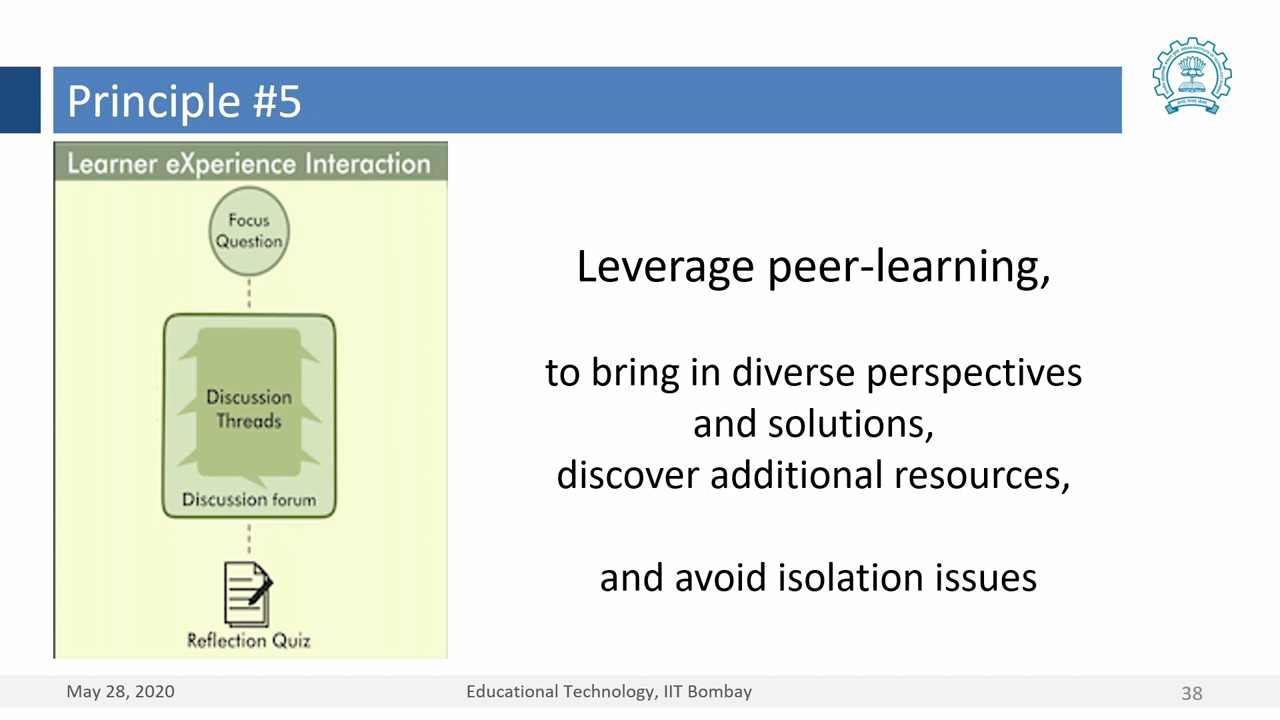 Principle #5
Learner eXperience Interaction
Focus
Question
Discussion
Threads
Discussion forum
Reflection Quiz
Leverage peer-learning,
to bring in diverse perspectives
and solutions,
discover additional resources,
and avoid isolation issues
May 28, 2020
Educational Technology, IIT Bombay
38